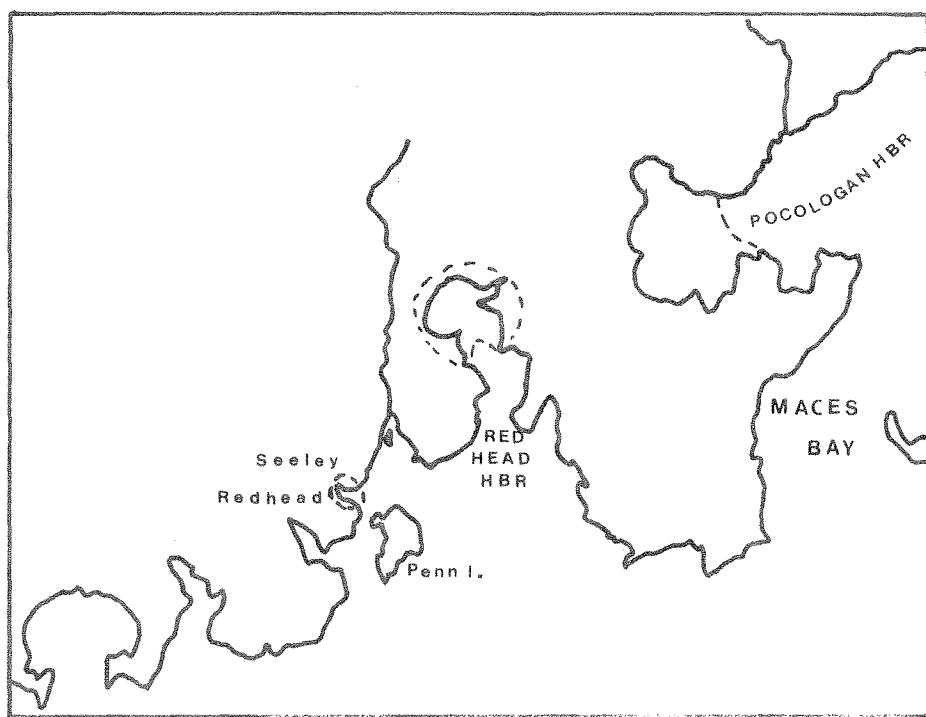 POCOLOGAN HBR
MACES
BAY
RED
HEAD
HBR
Seeley
Redhead
Penn I.